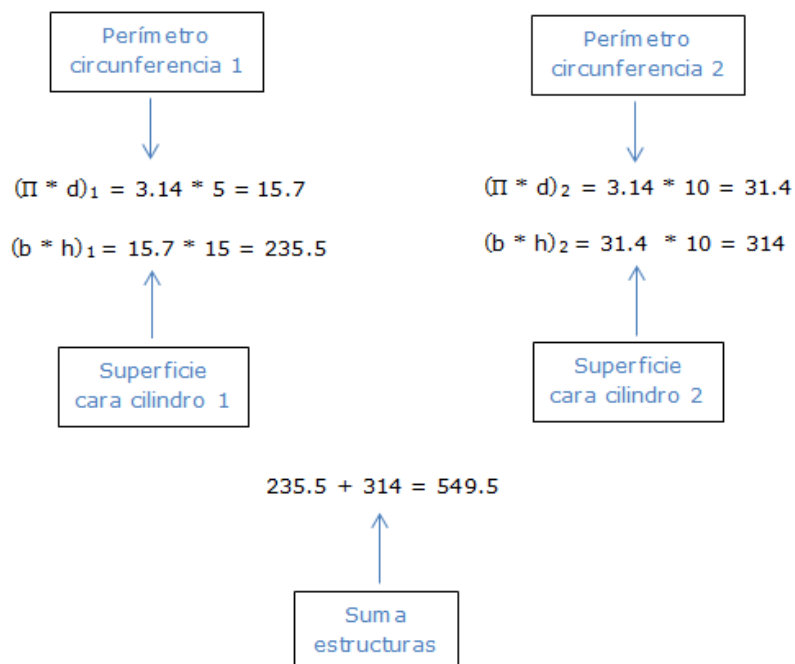 Perímetro
circunferencia 1
Perímetro
circunferencia 2
(Π * d)₁ = 3.14 * 5 = 15.7
(Π * d)₂ = 3.14 * 10 = 31.4
(b * h)₁ = 15.7 * 15 = 235.5
(b * h)₂ = 31.4 * 10 = 314
Superficie
cara cilindro 1
Superficie
cara cilindro 2
235.5 + 314 = 549.5
Suma
estructuras